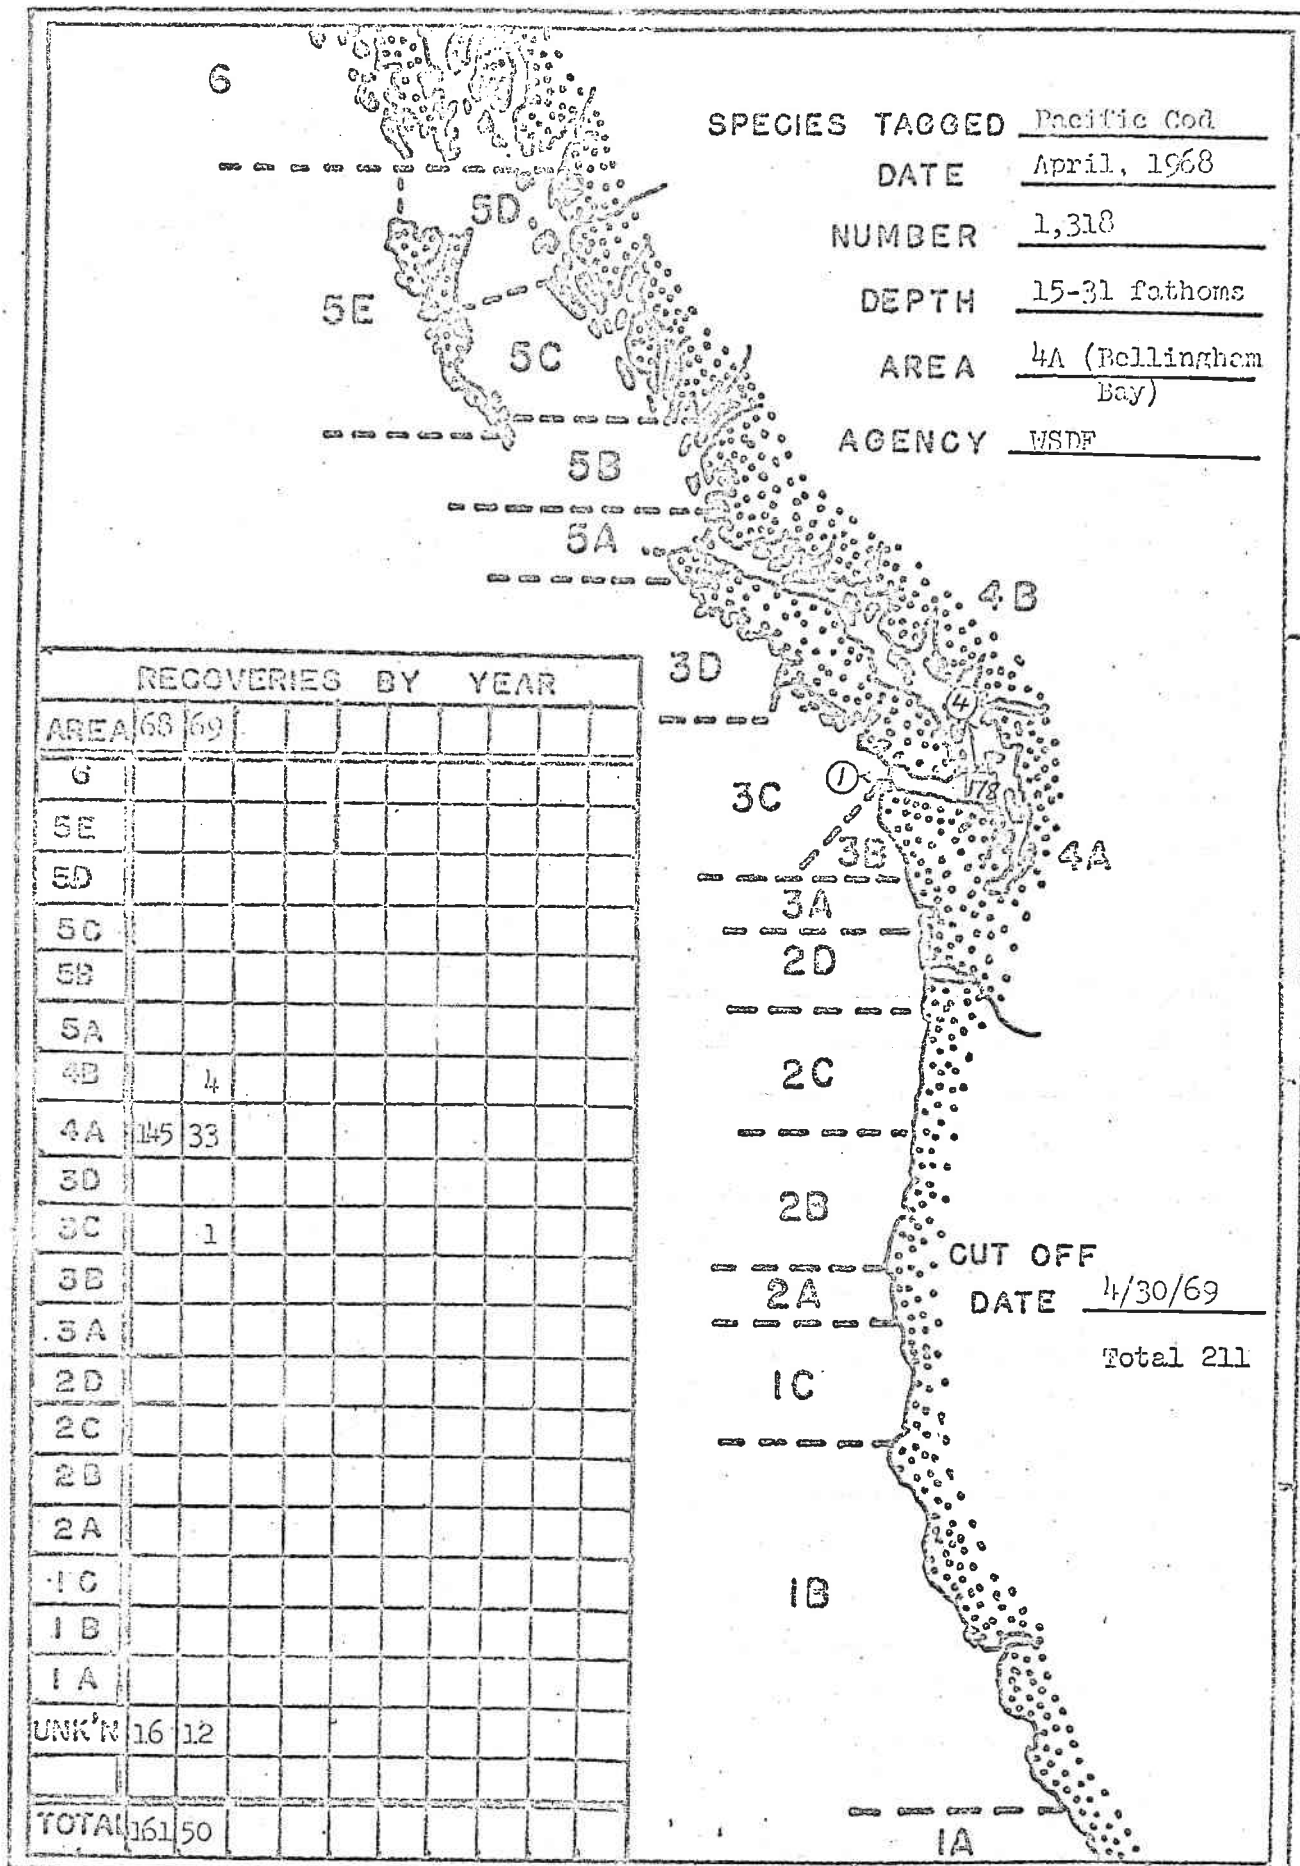 6
SPECIES TAGGED Pacific Cod
DATE April, 1968
5D
NUMBER 1,318
5E
DEPTH 15-31 fathoms
5C
AREA 4A (Bellingham
Bay)
AGENCY WSDF
5B
5A
4B
3D
4
1
3C
178
3B
4A
3A
2D
2C
2B
CUT OFF
DATE 4/30/69
2A
Total 211
1C
1B
1A
RECOVERIES BY YEAR
AREA 68 69
6
5E
5D
5C
5B
5A
4B 4
4A 145 33
3D
3C 1
3B
3A
2D
2C
2B
2A
1C
1B
1A
UNK'N 16 12
TOTAL 161 50